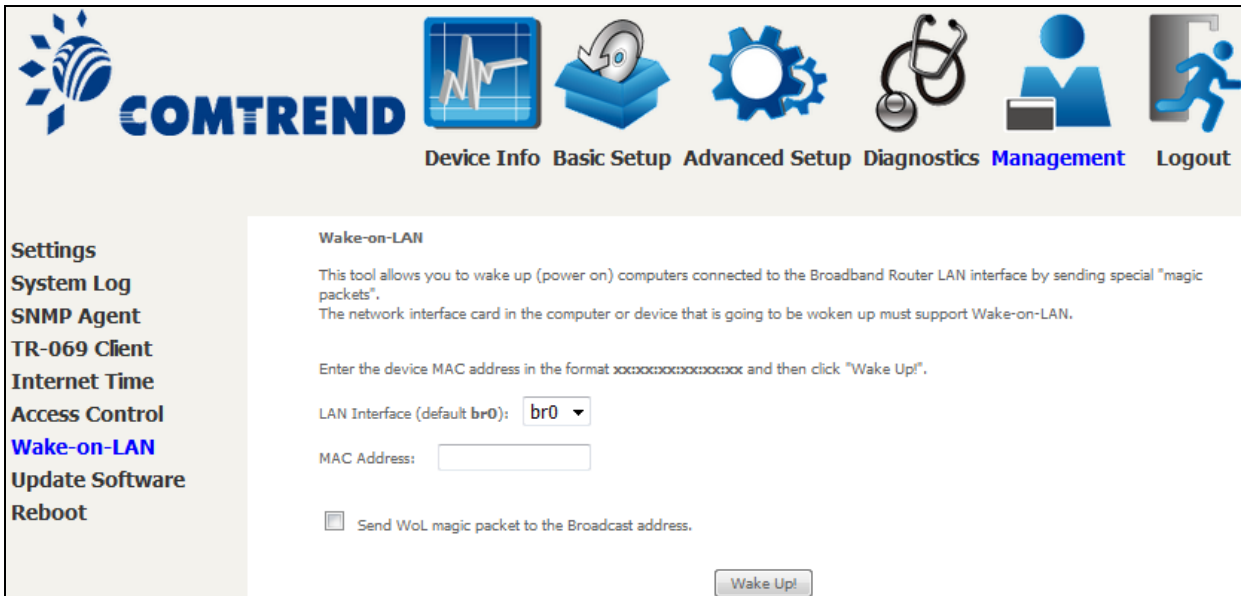 COMTREND
Device Info Basic Setup Advanced Setup Diagnostics Management Logout
Settings
System Log
SNMP Agent
TR-069 Client
Internet Time
Access Control
Wake-on-LAN
Update Software
Reboot
Wake-on-LAN
This tool allows you to wake up (power on) computers connected to the Broadband Router LAN interface by sending special "magic
packets".
The network interface card in the computer or device that is going to be woken up must support Wake-on-LAN.
Enter the device MAC address in the format xx:xx:xx:xx:xx:xx and then click "Wake Up!".
LAN Interface (default br0): br0
MAC Address:
Send WoL magic packet to the Broadcast address.
Wake Up!